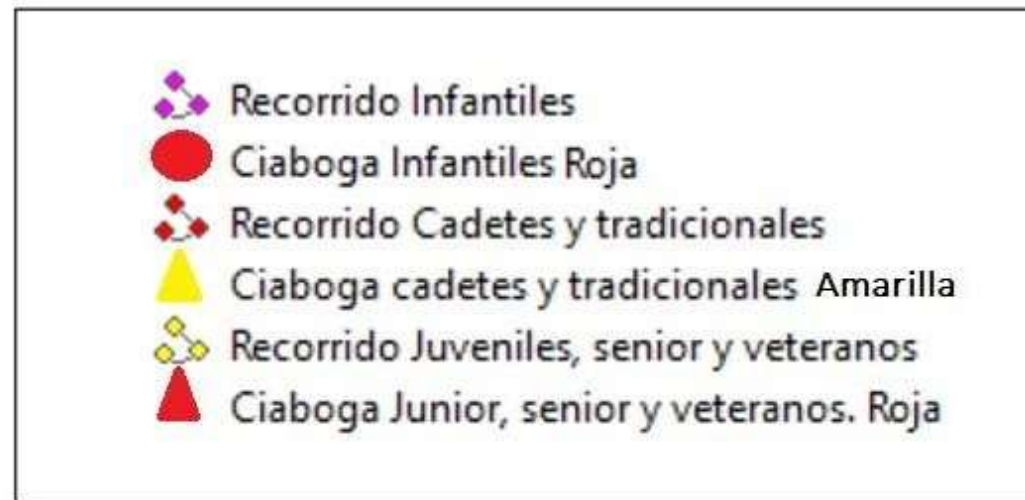 Recorrido Infantiles
Ciaboga Infantiles Roja
Recorrido Cadetes y tradicionales
Ciaboga cadetes y tradicionales Amarilla
Recorrido Juveniles, senior y veteranos
Ciaboga Junior, senior y veteranos. Roja